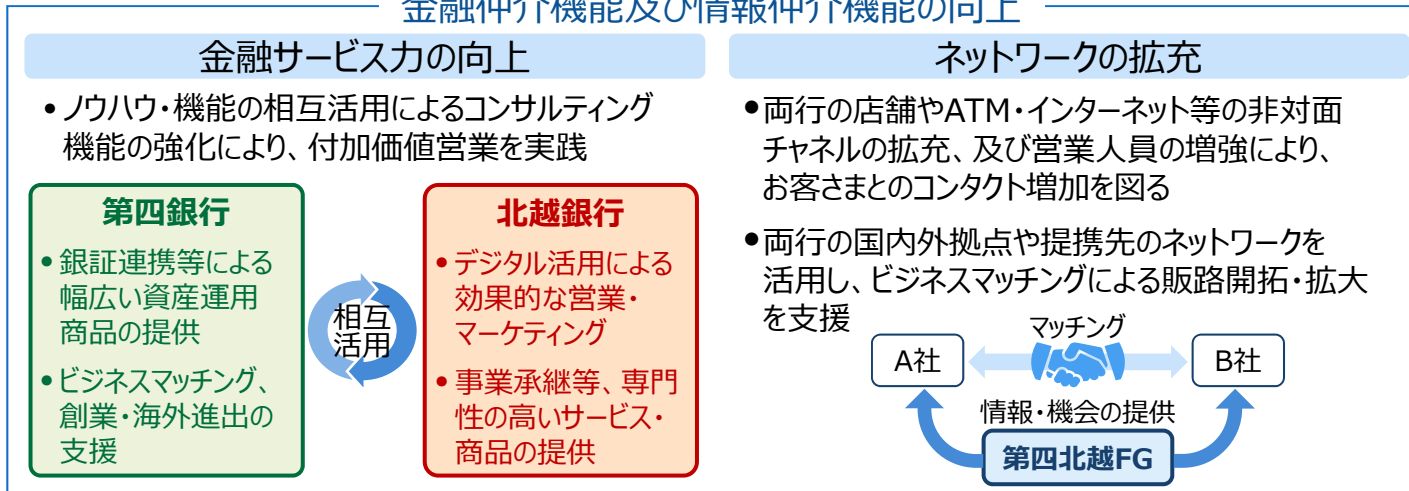 金融仲介機能及び情報仲介機能の向上
金融サービス力の向上
• ノウハウ・機能の相互活用によるコンサルティング
機能の強化により、付加価値営業を実践
第四銀行
• 銀証連携等による
幅広い資産運用
商品の提供
• ビジネスマッチング、
創業・海外進出の
支援
相互
活用
北越銀行
• デジタル活用による
効果的な営業・
マーケティング
• 事業承継等、専門
性の高いサービス・
商品の提供
ネットワークの拡充
•両行の店舗やATM・インターネット等の非対面
チャネルの拡充、及び営業人員の増強により、
お客さまとのコンタクト増加を図る
•両行の国内外拠点や提携先のネットワークを
活用し、ビジネスマッチングによる販路開拓・拡大
を支援
マッチング
A社
B社
情報・機会の提供
第四北越FG